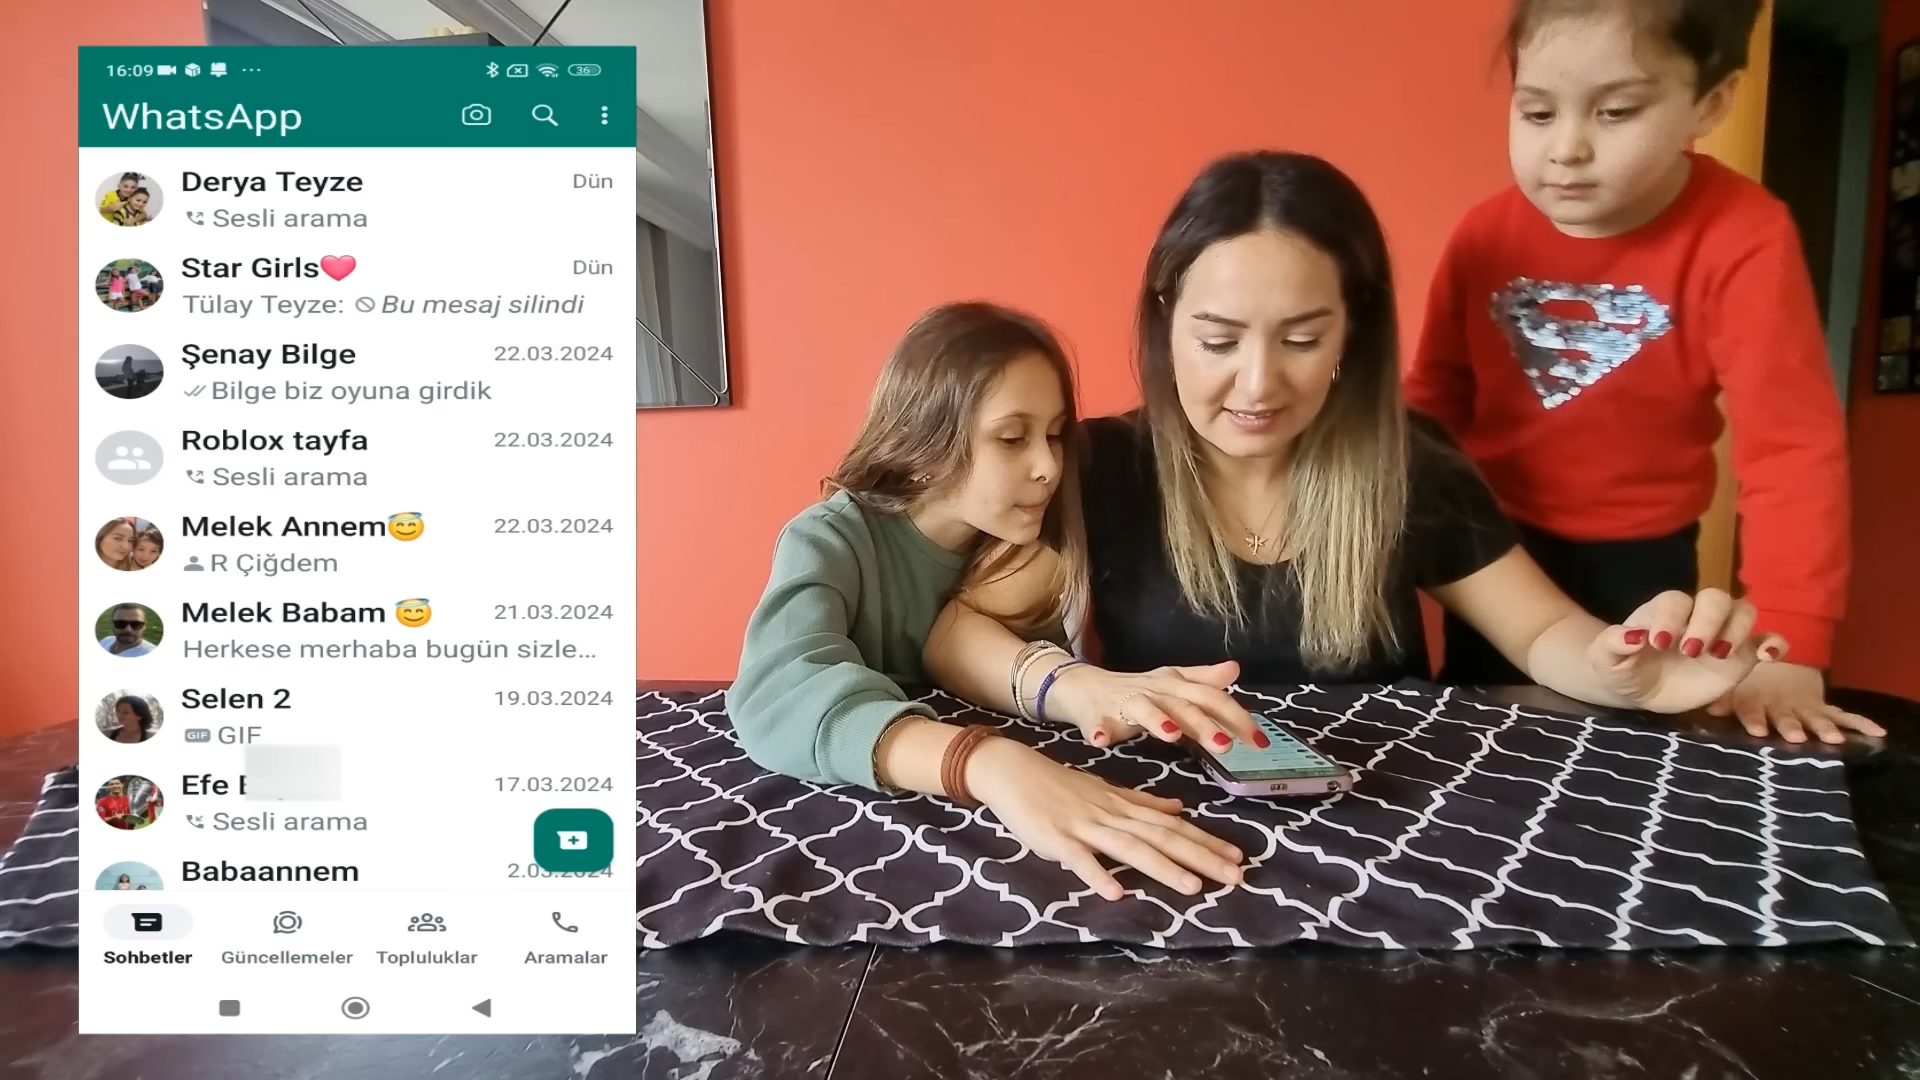 16:09 ... 36
WhatsApp
Derya Teyze Dün
Sesli arama
Star Girls❤️ Dün
Tülay Teyze: Bu mesaj silindi
Şenay Bilge 22.03.2024
Bilge biz oyuna girdik
Roblox tayfa 22.03.2024
Sesli arama
Melek Annem😇 22.03.2024
R Çiğdem
Melek Babam 😇 21.03.2024
Herkese merhaba bugün sizle...
Selen 2 19.03.2024
GIF GIF
Efe 17.03.2024
Sesli arama
Babaannem
Sohbetler Güncellemeler Topluluklar Aramalar